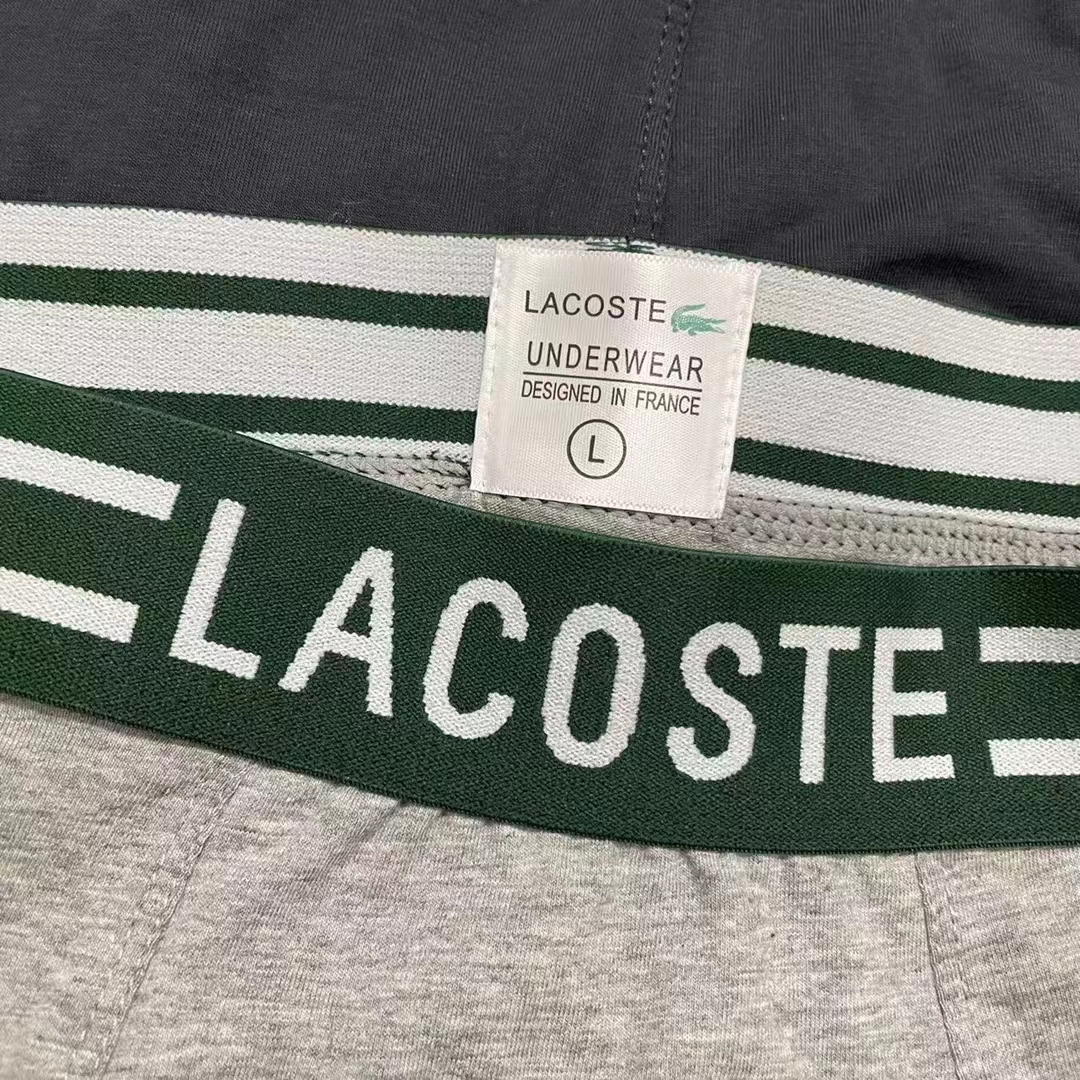 LACOSTE
UNDERWEAR
DESIGNED IN FRANCE
L
LACOSTE